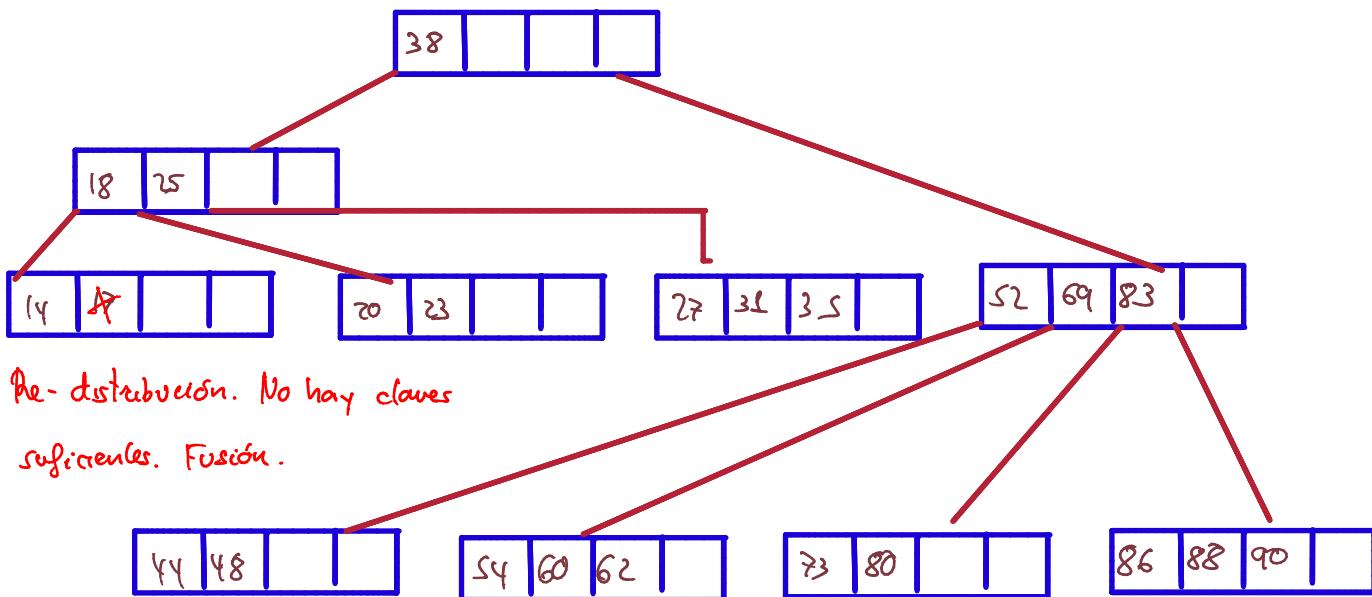 38
18 25
14
20 23
27 31 35
52 69 83
Re-distribución. No hay claves
suficientes. Fusión.
44 48
54 60 62
73 80
86 88 90